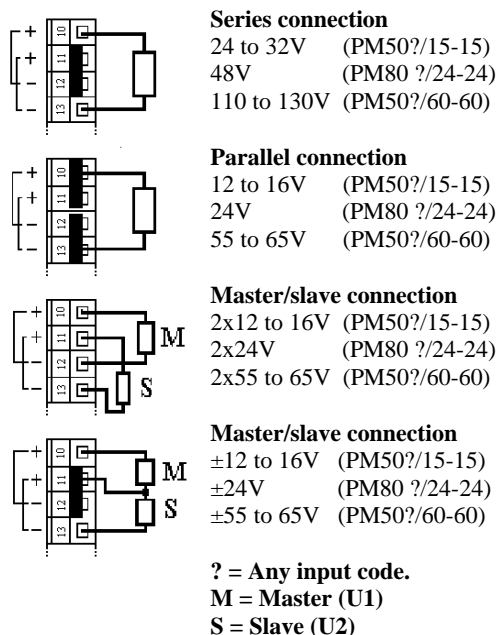 Series connection
24 to 32V (PM50?/15-15)
48V (PM80 ?/24-24)
110 to 130V (PM50?/60-60)
+ 10
+ 11
- 12
- 13
Parallel connection
12 to 16V (PM50?/15-15)
24V (PM80 ?/24-24)
55 to 65V (PM50?/60-60)
+ 10
+ 11
- 12
- 13
Master/slave connection
2x12 to 16V (PM50?/15-15)
2x24V (PM80 ?/24-24)
2x55 to 65V (PM50?/60-60)
+ 10
+ 11
- 12
- 13
M
S
Master/slave connection
±12 to 16V (PM50?/15-15)
±24V (PM80 ?/24-24)
±55 to 65V (PM50?/60-60)
+ 10
+ 11
- 12
- 13
M
S
? = Any input code.
M = Master (U1)
S = Slave (U2)